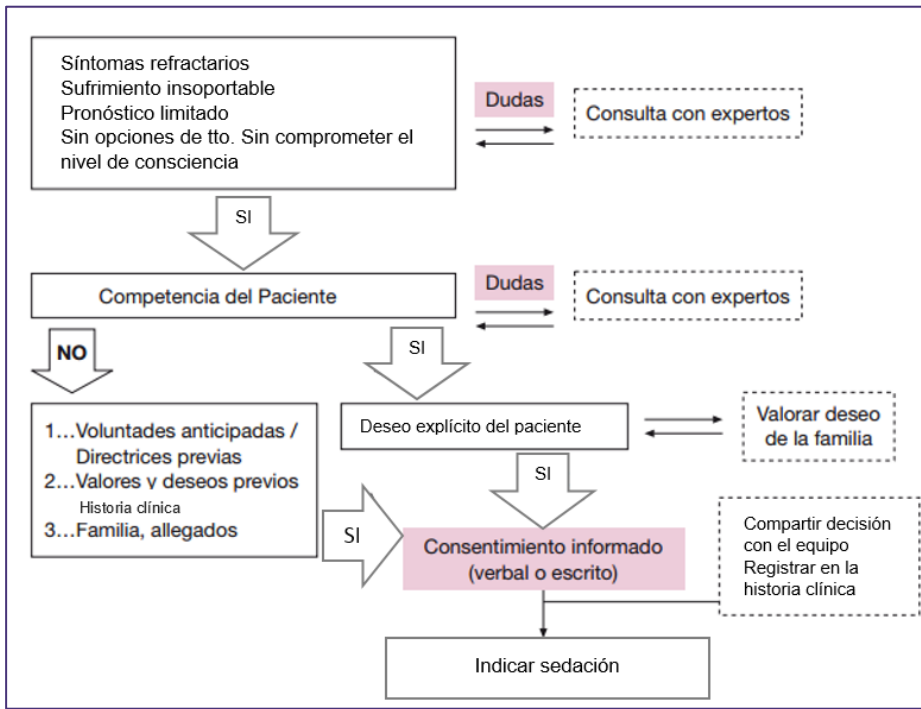 Síntomas refractarios
Sufrimiento insoportable
Pronóstico limitado
Sin opciones de tto. Sin comprometer el
nivel de consciencia
Dudas
Consulta con expertos
SI
Competencia del Paciente
Dudas
Consulta con expertos
NO
SI
1...Voluntades anticipadas /
Directrices previas
2...Valores y deseos previos
Historia clínica
3...Familia, allegados
Deseo explícito del paciente
Valorar deseo
de la familia
SI
SI
Consentimiento informado
(verbal o escrito)
Compartir decisión
con el equipo
Registrar en la
historia clínica
Indicar sedación